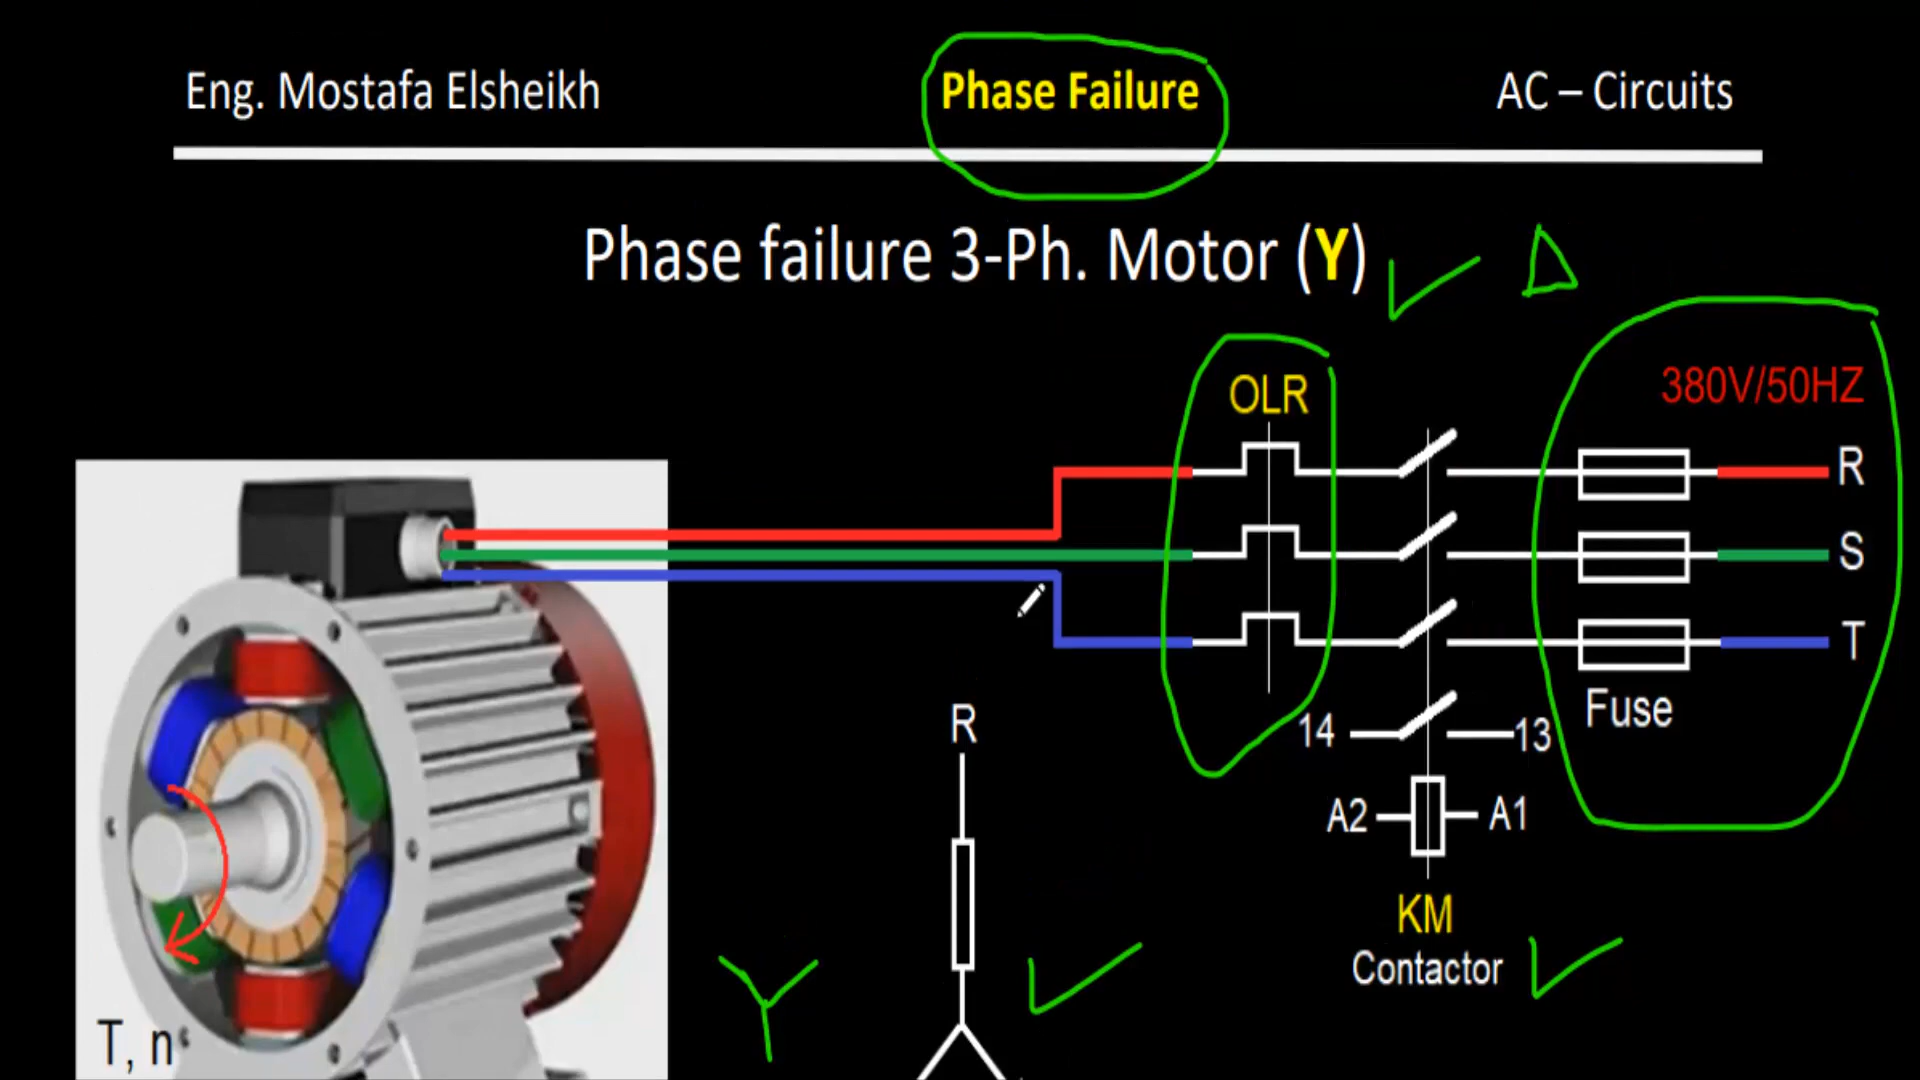 Eng. Mostafa Elsheikh
Phase Failure
AC – Circuits
Phase failure 3-Ph. Motor (Y)
Δ
OLR
380V/50HZ
R
S
T
Fuse
14
13
A2
A1
KM
Contactor
R
Y
T, n